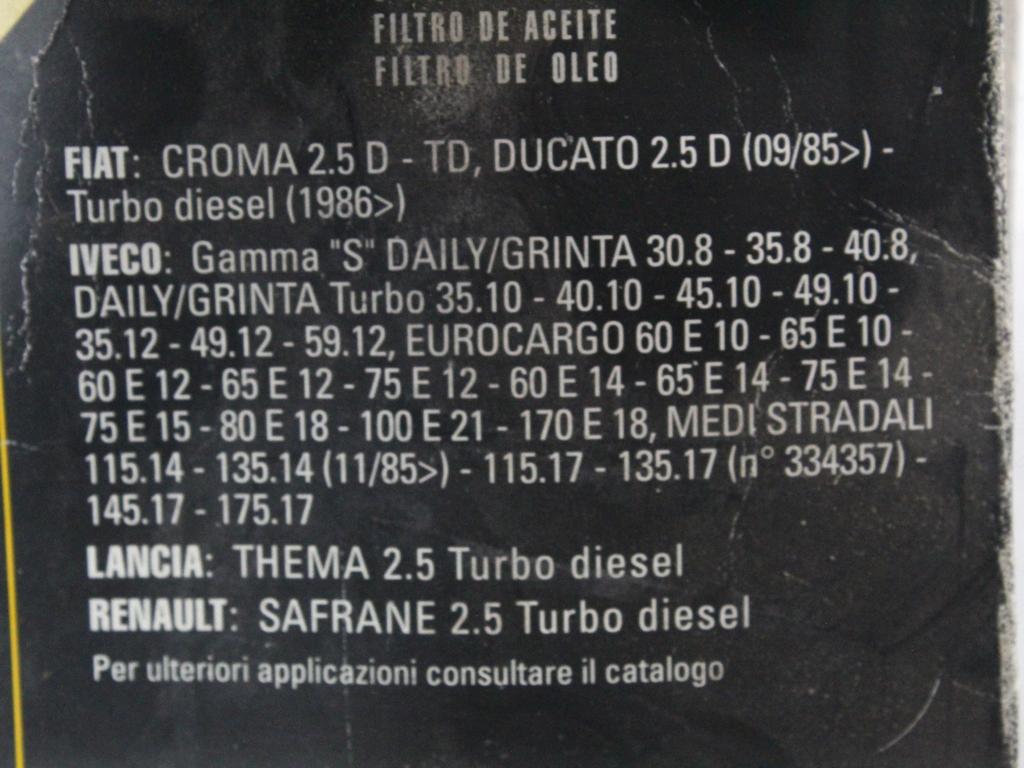 FILTRO DE ACEITE
FILTRO DE OLEO
FIAT: CROMA 2.5 D - TD, DUCATO 2.5 D (09/85>) -
Turbo diesel (1986>)
IVECO: Gamma "S" DAILY/GRINTA 30.8 - 35.8 - 40.8,
DAILY/GRINTA Turbo 35.10 - 40.10 - 45.10 - 49.10 -
35.12 - 49.12 - 59.12, EUROCARGO 60 E 10 - 65 E 10 -
60 E 12 - 65 E 12 - 75 E 12 - 60 E 14 - 65 E 14 - 75 E 14 -
75 E 15 - 80 E 18 - 100 E 21 - 170 E 18, MEDI STRADALI
115.14 - 135.14 (11/85>) - 115.17 - 135.17 (n° 334357) -
145.17 - 175.17
LANCIA: THEMA 2.5 Turbo diesel
RENAULT: SAFRANE 2.5 Turbo diesel
Per ulteriori applicazioni consultare il catalogo